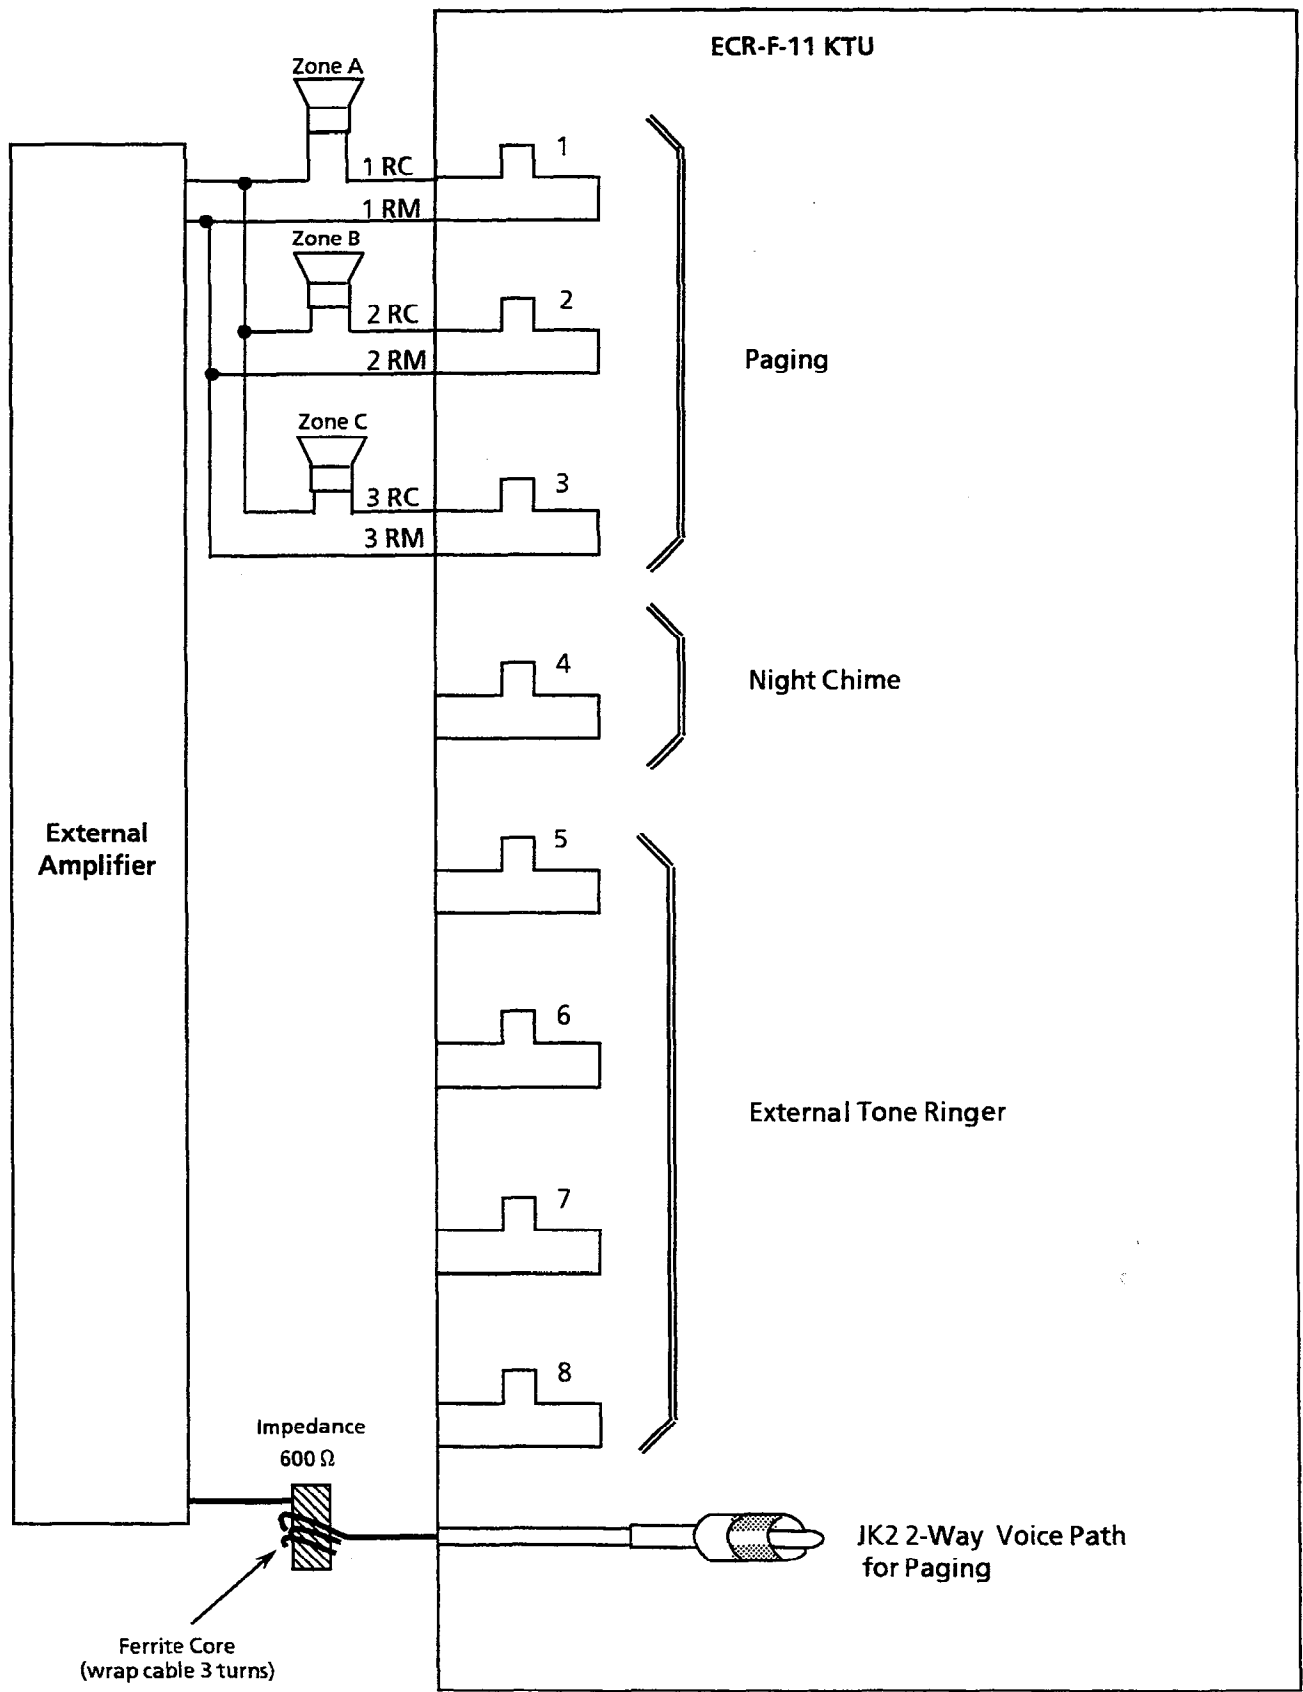 ECR-F-11 KTU
Zone A
1 RC
1
1 RM
Zone B
2 RC
2
2 RM
Paging
Zone C
3 RC
3
3 RM
4
Night Chime
External
Amplifier
5
6
External Tone Ringer
7
8
Impedance
600 Ω
JK2 2-Way Voice Path
for Paging
Ferrite Core
(wrap cable 3 turns)